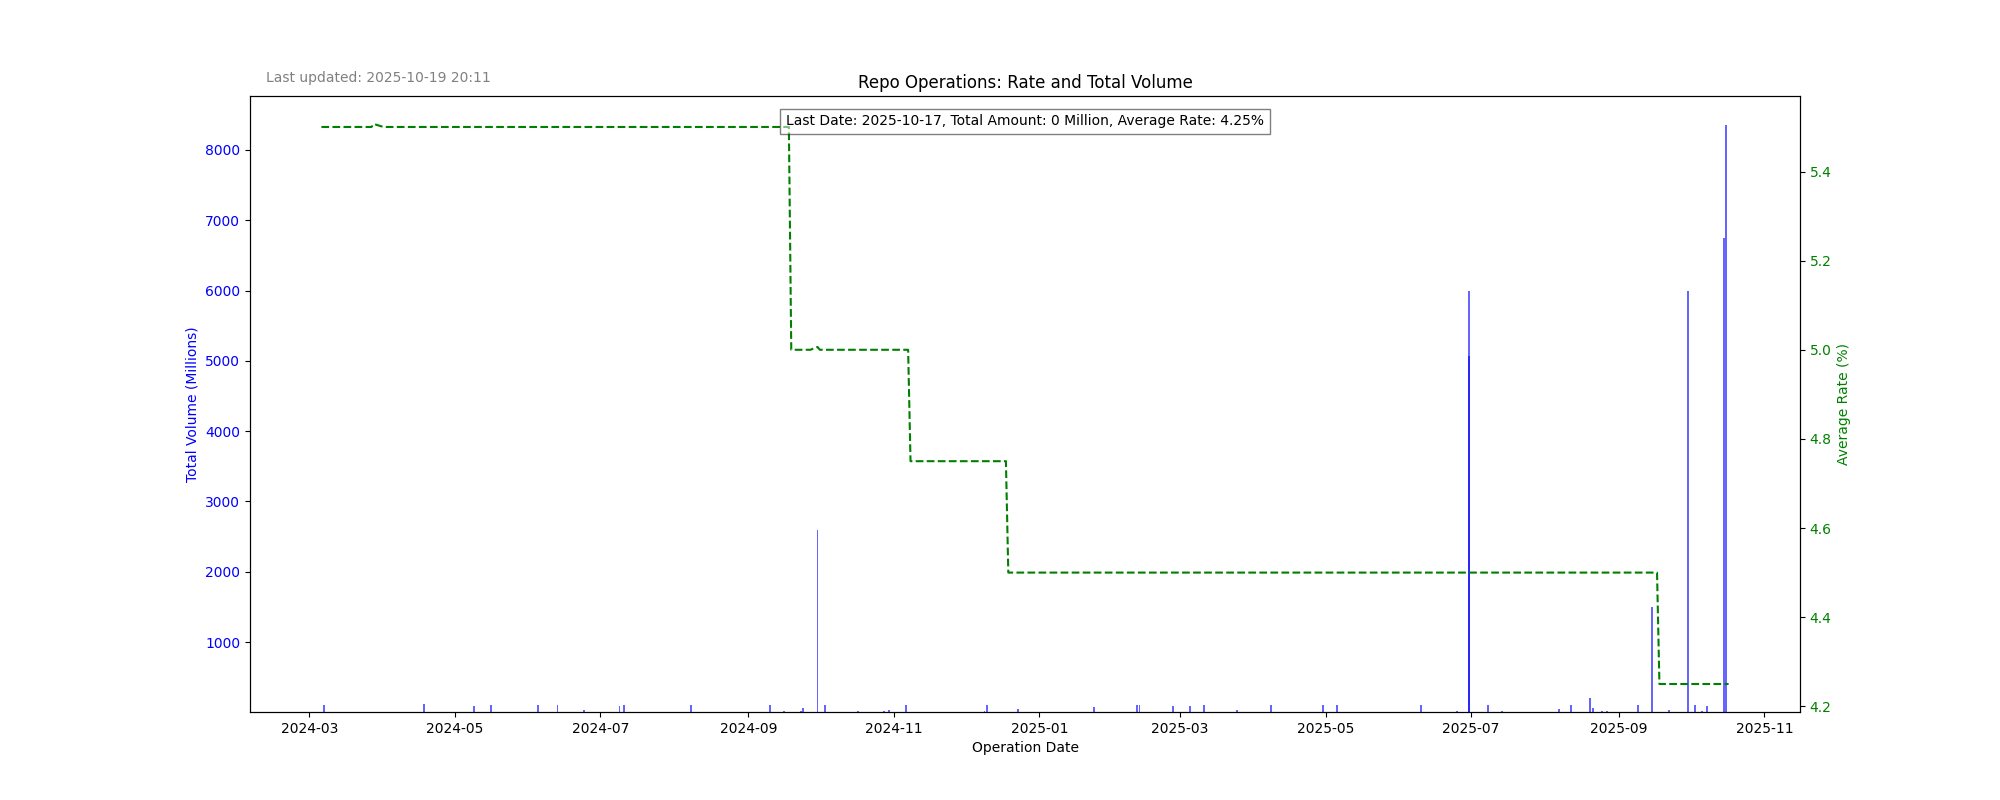 Last updated: 2025-10-19 20:11
Repo Operations: Rate and Total Volume
Last Date: 2025-10-17, Total Amount: 0 Million, Average Rate: 4.25%
Total Volume (Millions)
8000
7000
6000
5000
4000
3000
2000
1000
5.4
5.2
5.0
4.8
4.6
4.4
4.2
Average Rate (%)
2024-03 2024-05 2024-07 2024-09 2024-11 2025-01 2025-03 2025-05 2025-07 2025-09 2025-11
Operation Date